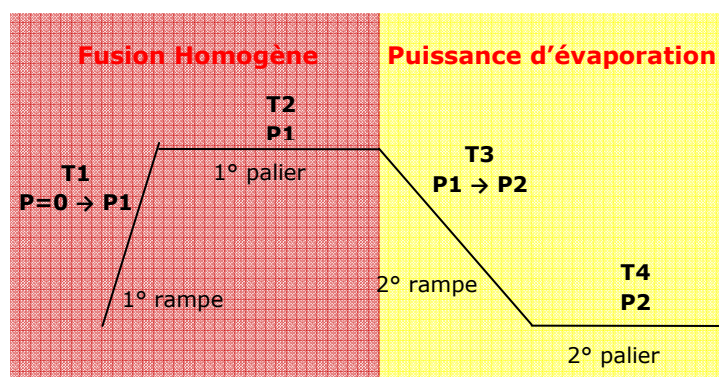 Fusion Homogène
Puissance d'évaporation
T2
P1
1° palier
T1
P=0 → P1
1° rampe
T3
P1 → P2
2° rampe
T4
P2
2° palier